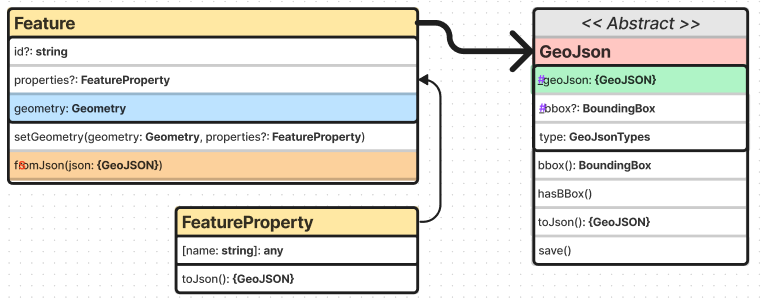 Feature
id?: string
properties?: FeatureProperty
geometry: Geometry
setGeometry(geometry: Geometry, properties?: FeatureProperty)
fromJson(json: {GeoJSON})
FeatureProperty
[name: string]: any
toJson(): {GeoJSON}
<< Abstract >>
GeoJson
#geoJson: {GeoJSON}
#bbox?: BoundingBox
type: GeoJsonTypes
bbox(): BoundingBox
hasBBox()
toJson(): {GeoJSON}
save()